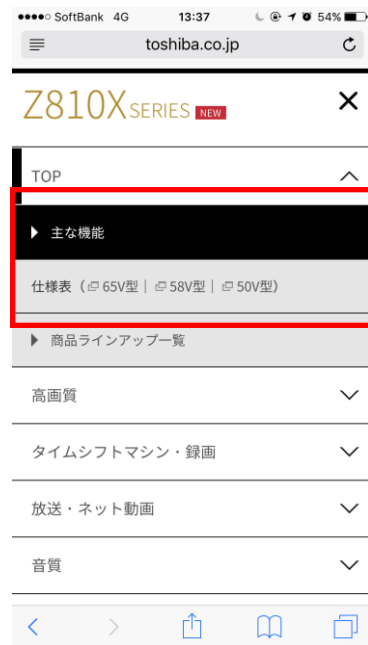 SoftBank 4G 13:37 54%
toshiba.co.jp
Z810X SERIES NEW
TOP
主な機能
仕様表（65V型｜58V型｜50V型）
商品ラインアップ一覧
高画質
タイムシフトマシン・録画
放送・ネット動画
音質